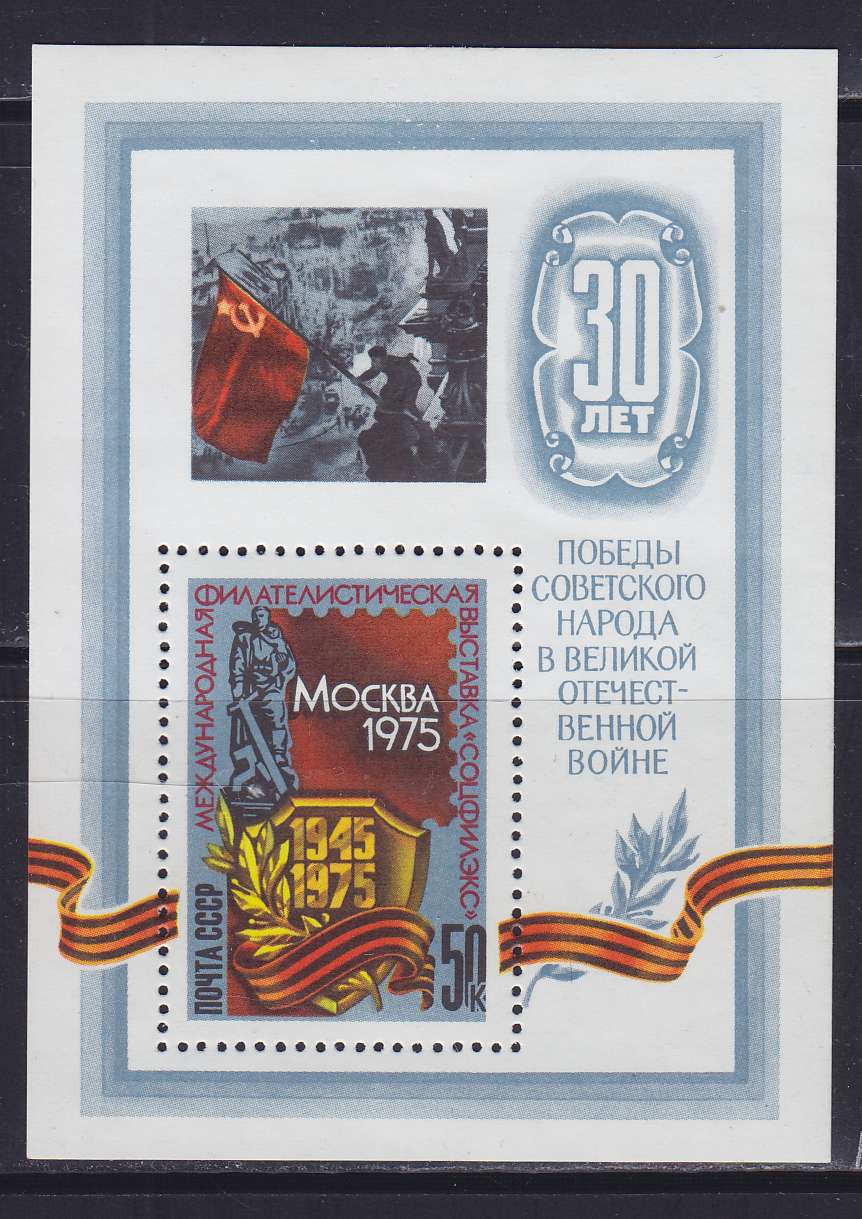 30
ЛЕТ
ПОБЕДЫ
СОВЕТСКОГО
НАРОДА
В ВЕЛИКОЙ
ОТЕЧЕСТ-
ВЕННОЙ
ВОЙНЕ
МЕЖДУНАРОДНАЯ ФИЛАТЕЛИСТИЧЕСКАЯ ВЫСТАВКА «СОЦФИЛЭКС»
МОСКВА
1975
1945
1975
ПОЧТА СССР
50 К